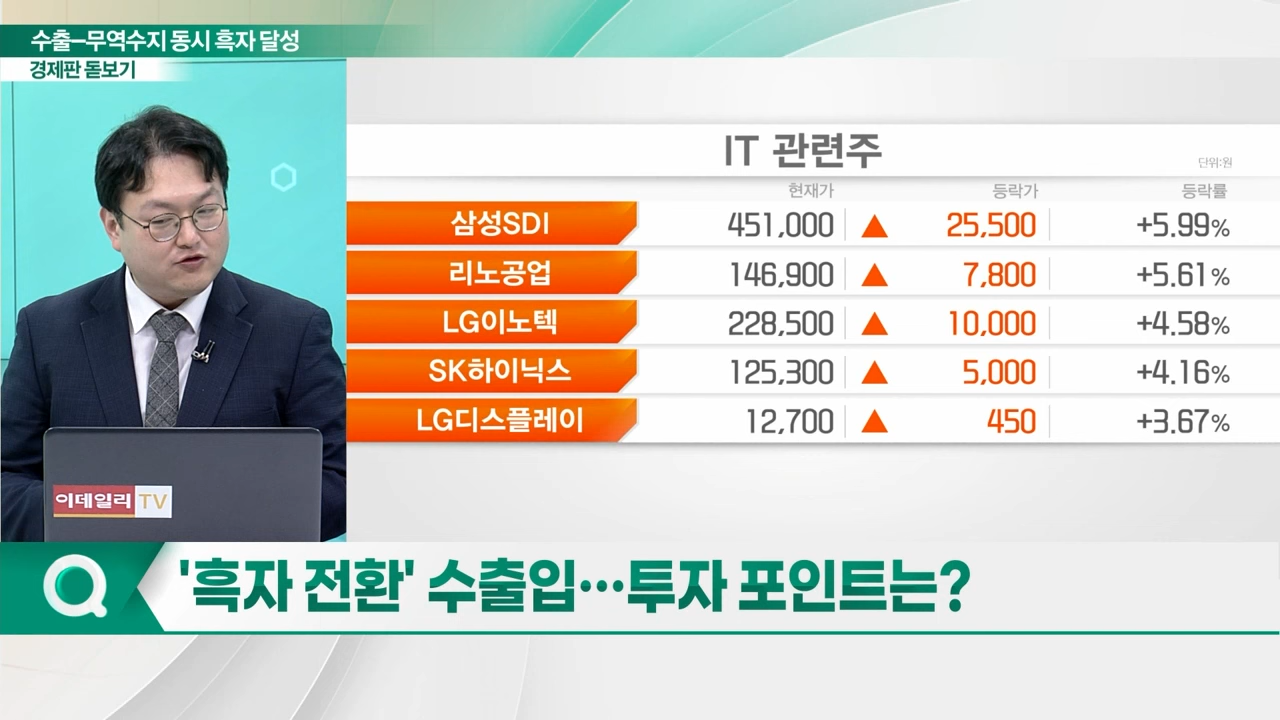 수출-무역수지 동시 흑자 달성
경제판 돋보기
IT 관련주
단위:원
현재가 등락가 등락률
삼성SDI 451,000 ▲ 25,500 +5.99%
리노공업 146,900 ▲ 7,800 +5.61%
LG이노텍 228,500 ▲ 10,000 +4.58%
SK하이닉스 125,300 ▲ 5,000 +4.16%
LG디스플레이 12,700 ▲ 450 +3.67%
이데일리 TV
'흑자 전환' 수출입…투자 포인트는?